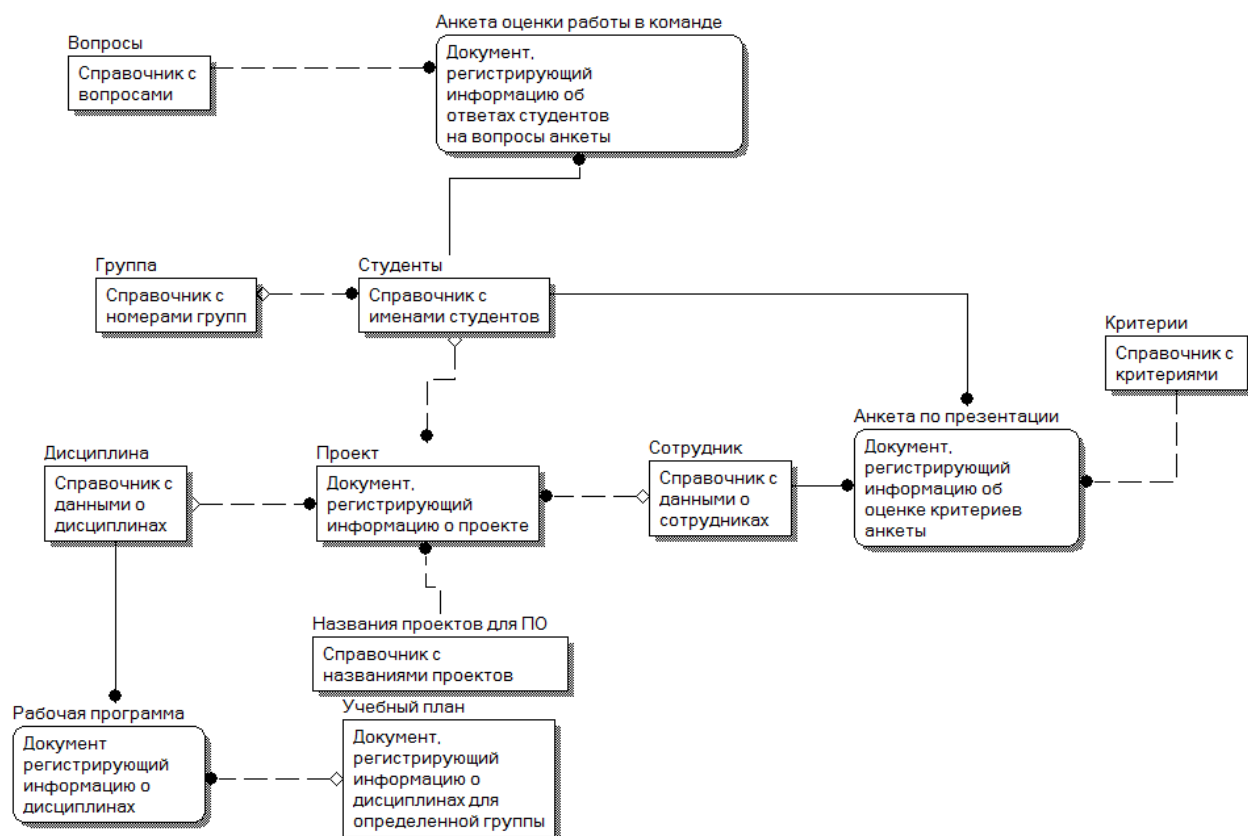 Анкета оценки работы в команде
Документ,
регистрирующий
информацию об
ответах студентов
на вопросы анкеты
Вопросы
Справочник с
вопросами
Группа
Справочник с
номерами групп
Студенты
Справочник с
именами студентов
Критерии
Справочник с
критериями
Анкета по презентации
Документ,
регистрирующий
информацию об
оценке критериев
анкеты
Дисциплина
Справочник с
данными о
дисциплинах
Проект
Документ,
регистрирующий
информацию о проекте
Сотрудник
Справочник с
данными о
сотрудниках
Названия проектов для ПО
Справочник с
названиями проектов
Рабочая программа
Документ
регистрирующий
информацию о
дисциплинах
Учебный план
Документ,
регистрирующий
информацию о
дисциплинах для
определенной группы